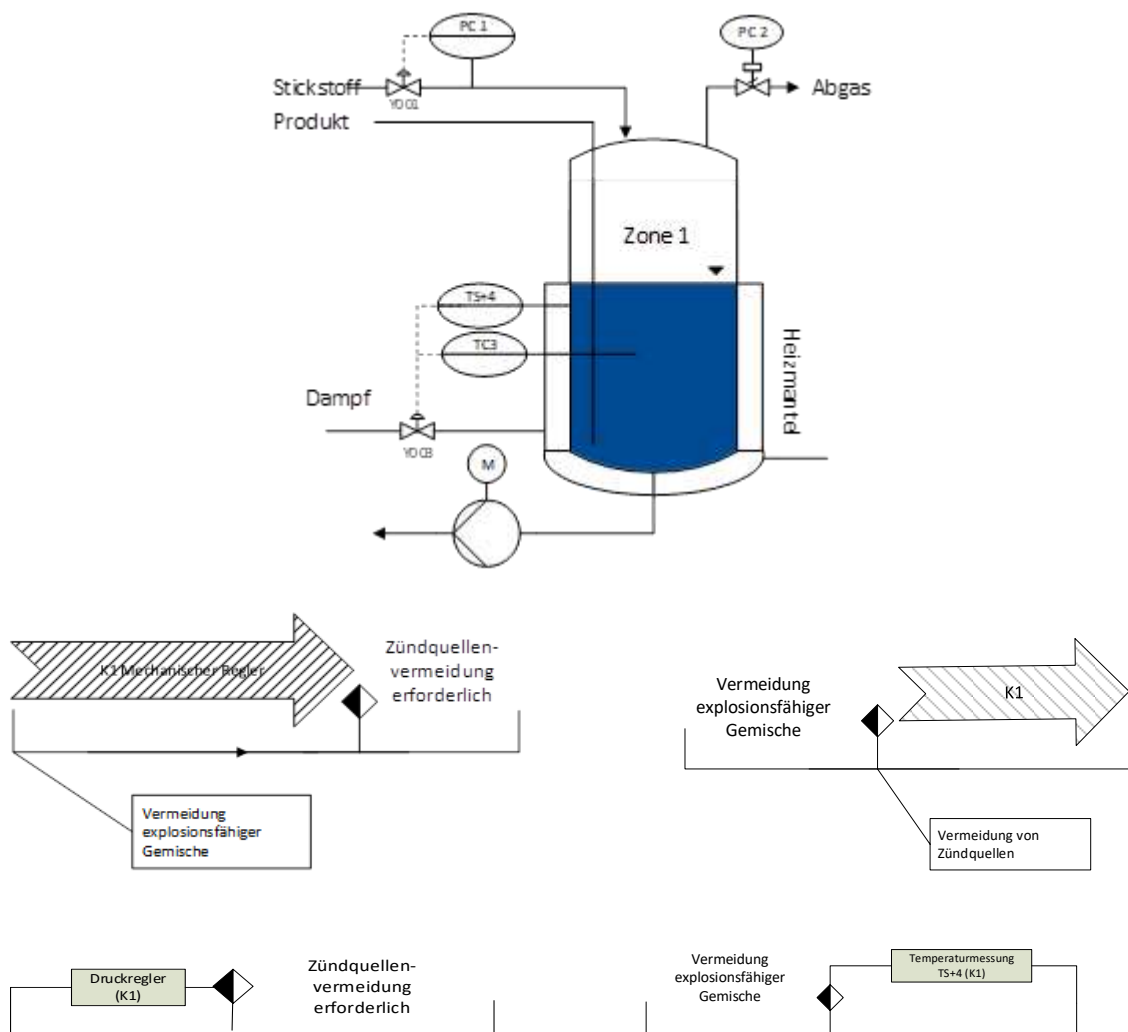 PC 1
PC 2
Stickstoff
Abgas
Y001
Produkt
Zone 1
TS+4
TC3
Heizmantel
Dampf
Y003
M
K1 Mechanischer Regler
Zündquellen-
vermeidung
erforderlich
Vermeidung
explosionsfähiger
Gemische
K1
Vermeidung
explosionsfähiger
Gemische
Vermeidung von
Zündquellen
Druckregler
(K1)
Zündquellen-
vermeidung
erforderlich
Vermeidung
explosionsfähiger
Gemische
Temperaturmessung
TS+4 (K1)